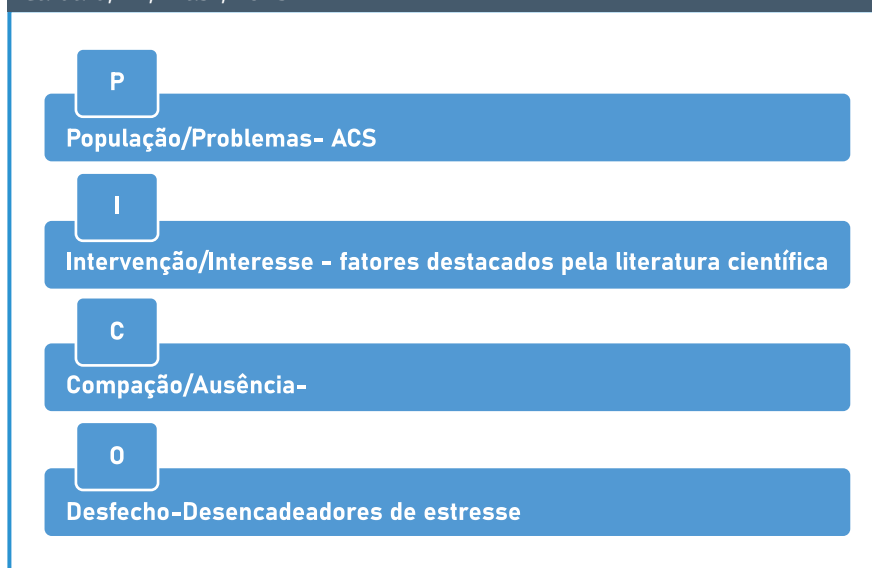 P
População/Problemas- ACS
I
Intervenção/Interesse - fatores destacados pela literatura científica
C
Compação/Ausência-
O
Desfecho-Desencadeadores de estresse